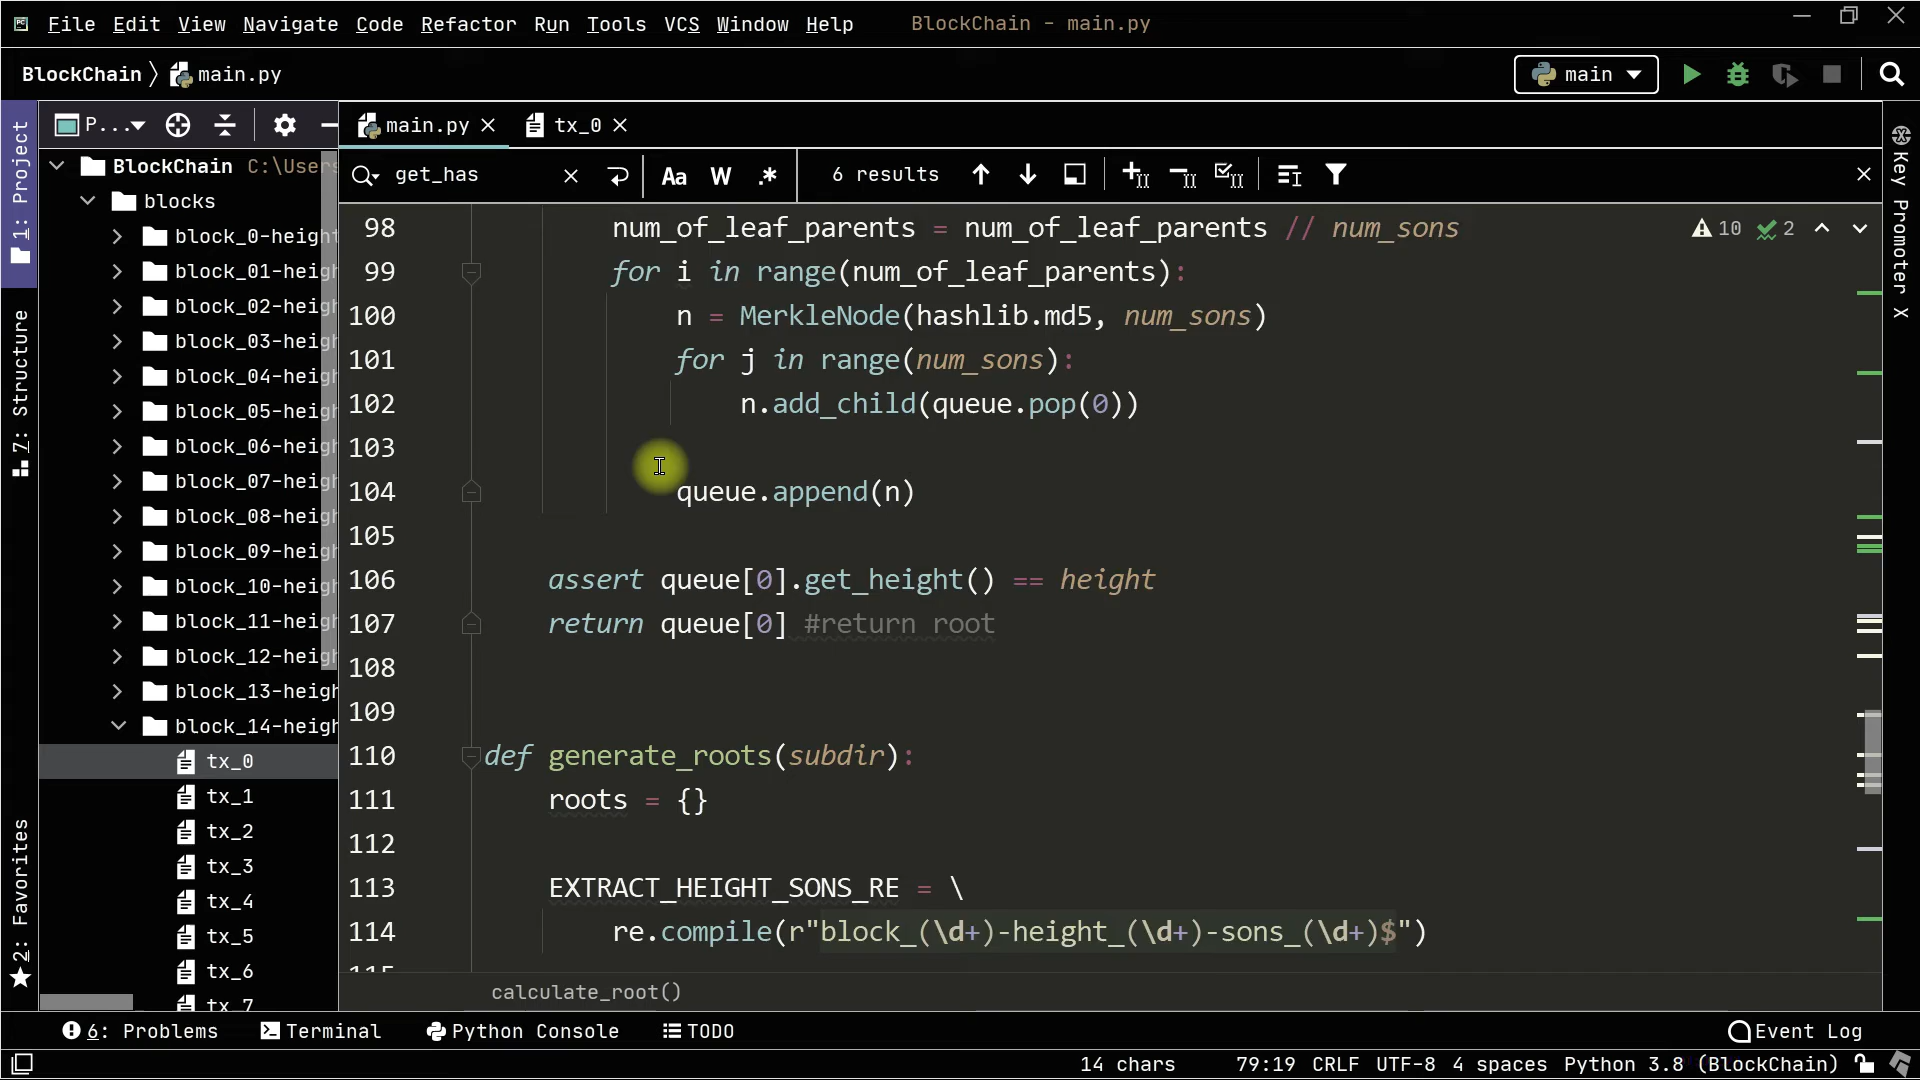 File Edit View Navigate Code Refactor Run Tools VCS Window Help BlockChain - main.py
BlockChain main.py main
P... main.py tx_0
get_has Aa W .* 6 results
1: Project
7: Structure
2: Favorites
BlockChain C:\Users
blocks
block_0-height
block_01-heigh
block_02-heigh
block_03-heigh
block_04-heigh
block_05-heigh
block_06-heigh
block_07-heigh
block_08-heigh
block_09-heigh
block_10-heigh
block_11-heigh
block_12-heigh
block_13-heigh
block_14-heigh
tx_0
tx_1
tx_2
tx_3
tx_4
tx_5
tx_6
tx_7
98 num_of_leaf_parents = num_of_leaf_parents // num_sons
10 2
99 for i in range(num_of_leaf_parents):
100 n = MerkleNode(hashlib.md5, num_sons)
101 for j in range(num_sons):
102 n.add_child(queue.pop(0))
103
104 queue.append(n)
105
106 assert queue[0].get_height() == height
107 return queue[0] #return root
108
109
110 def generate_roots(subdir):
111 roots = {}
112
113 EXTRACT_HEIGHT_SONS_RE = \
114 re.compile(r"block_(\d+)-height_(\d+)-sons_(\d+)$")
115
calculate_root()
Key Promoter X
6: Problems Terminal Python Console TODO Event Log
14 chars 79:19 CRLF UTF-8 4 spaces Python 3.8 (BlockChain)